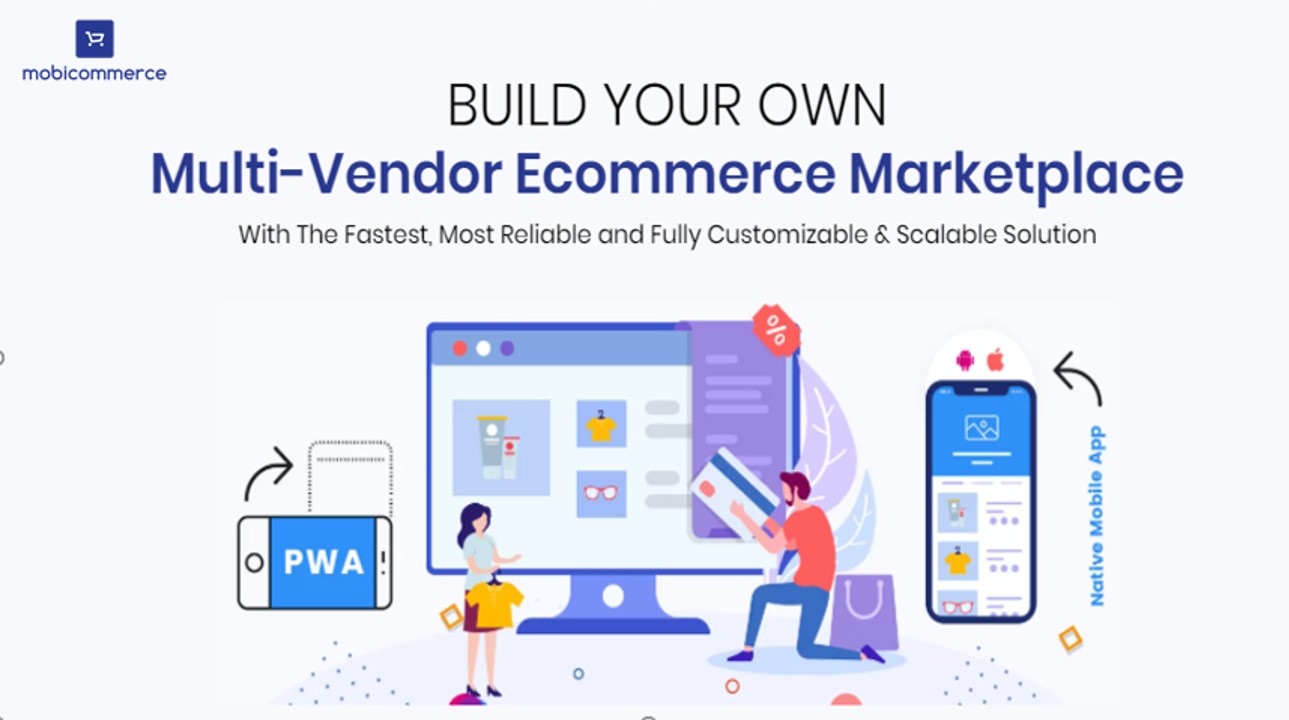 mobicommerce
BUILD YOUR OWN
Multi-Vendor Ecommerce Marketplace
With The Fastest, Most Reliable and Fully Customizable & Scalable Solution
%
PWA
Native Mobile App